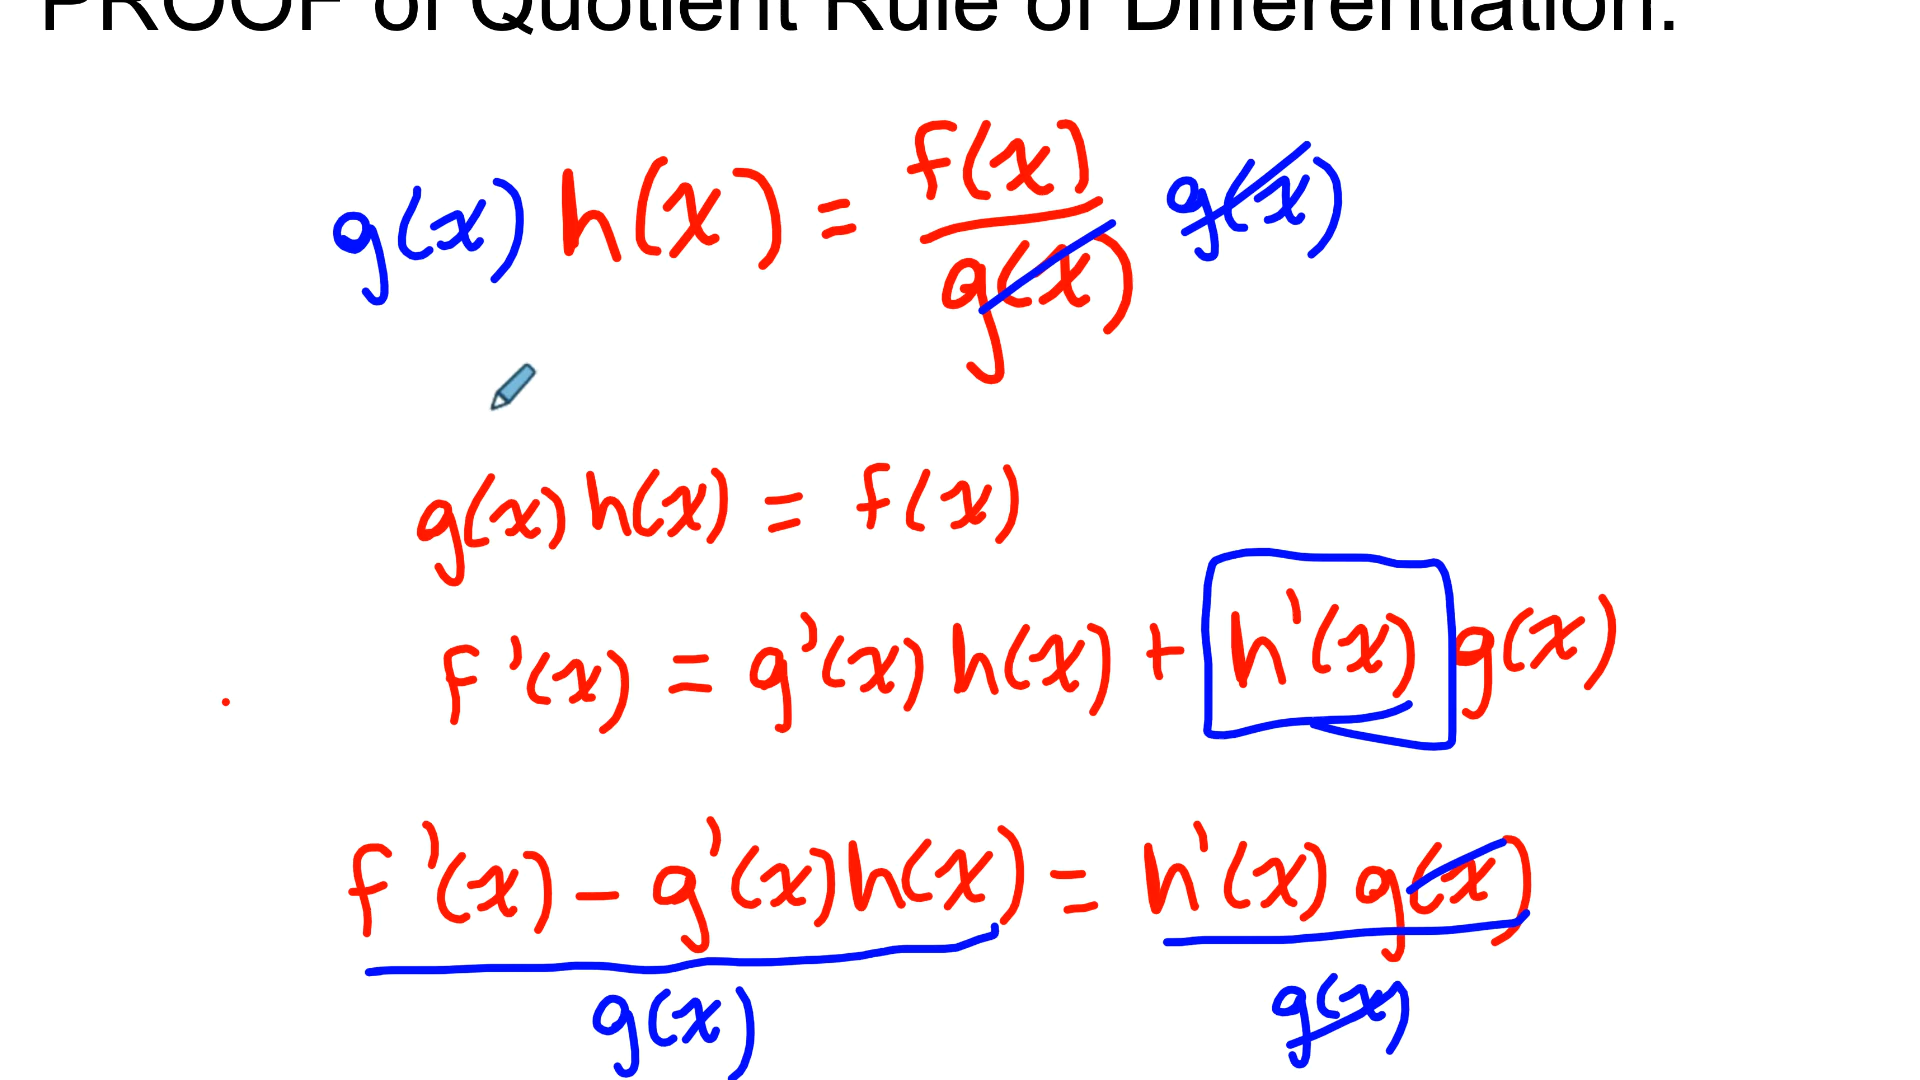 PROOF of Quotient Rule of Differentiation.
g(x) h(x) = f(x)/g(x) g(x)
g(x) h(x) = f(x)
f'(x) = g'(x) h(x) + h'(x) g(x)
f'(x) - g'(x) h(x) = h'(x) g(x)
g(x) g(x)